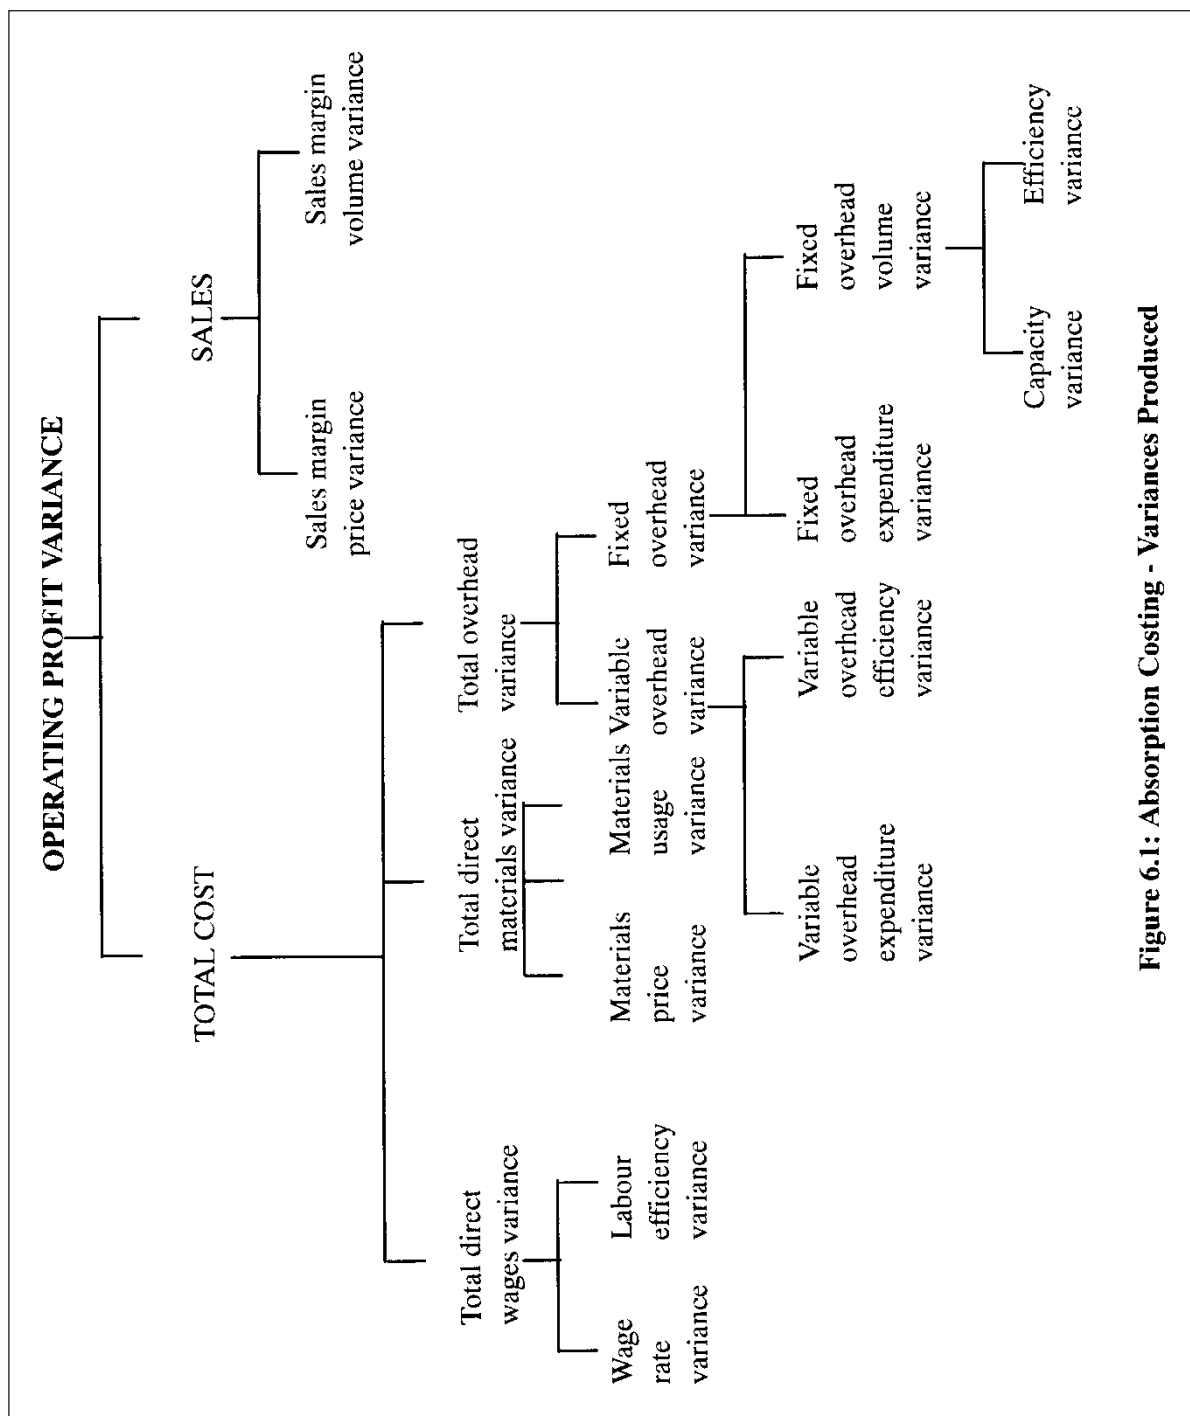 OPERATING PROFIT VARIANCE
TOTAL COST
SALES
Sales margin
price variance
Sales margin
volume variance
Total direct
wages variance
Total direct
materials variance
Total overhead
variance
Wage
rate
variance
Labour
efficiency
variance
Materials
price
variance
Materials
usage
variance
Variable
overhead
variance
Fixed
overhead
variance
Variable
overhead
expenditure
variance
Variable
overhead
efficiency
variance
Fixed
overhead
expenditure
variance
Fixed
overhead
volume
variance
Capacity
variance
Efficiency
variance
Figure 6.1: Absorption Costing - Variances Produced